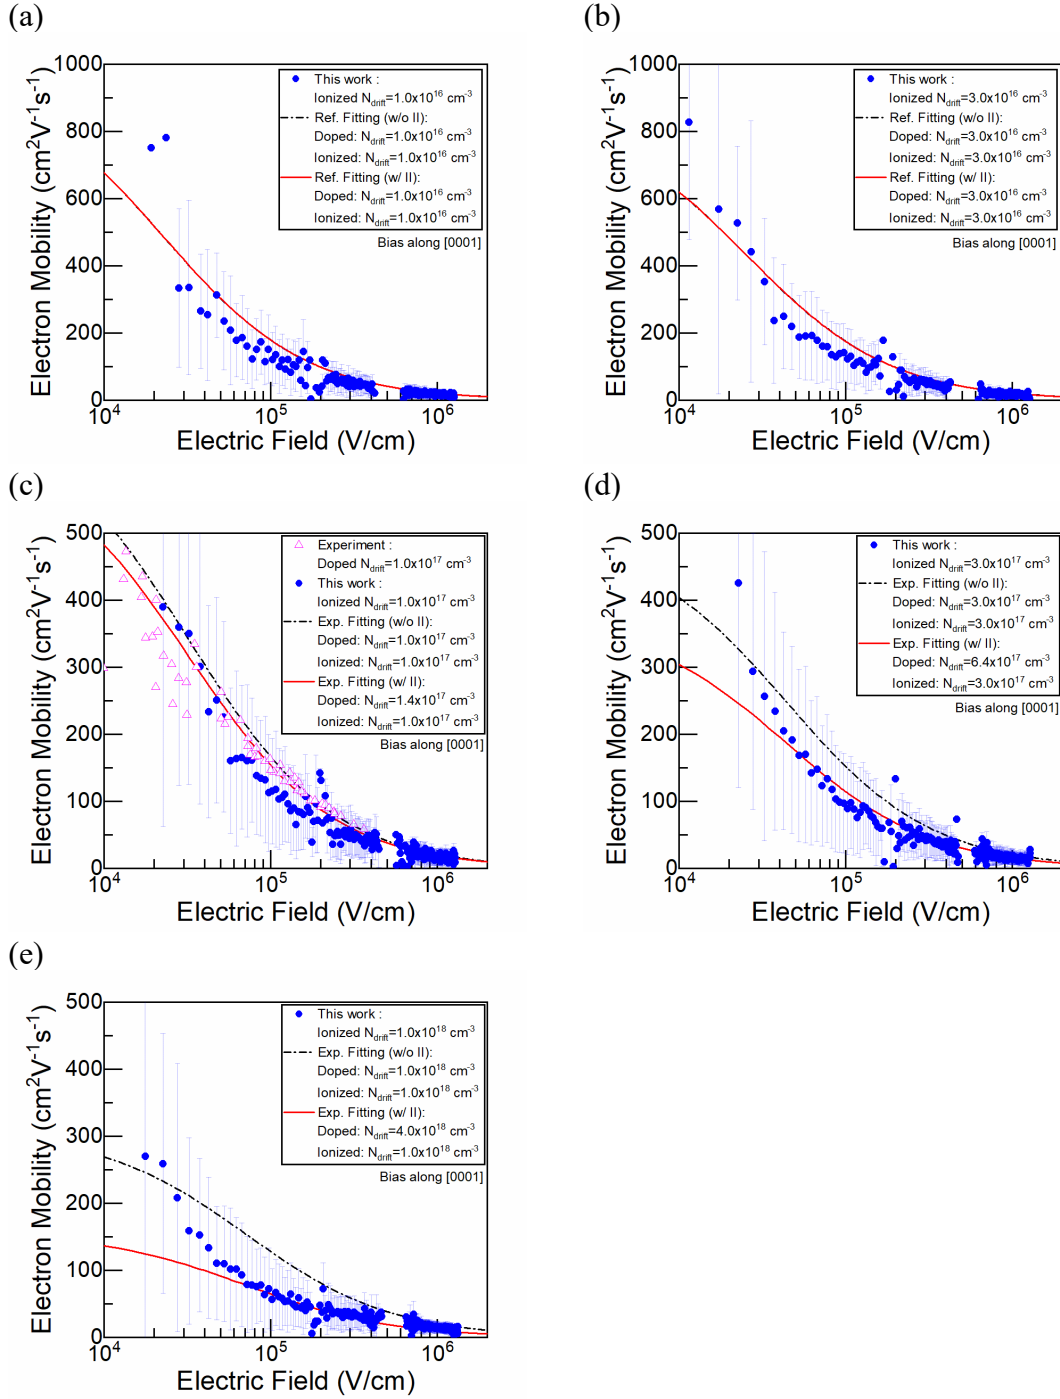 (a)
Electron Mobility (cm²V⁻¹s⁻¹)
1000
800
600
400
200
0
This work :
Ionized N_drift=1.0x10¹⁶ cm⁻³
Ref. Fitting (w/o II):
Doped: N_drift=1.0x10¹⁶ cm⁻³
Ionized: N_drift=1.0x10¹⁶ cm⁻³
Ref. Fitting (w/ II):
Doped: N_drift=1.0x10¹⁶ cm⁻³
Ionized: N_drift=1.0x10¹⁶ cm⁻³
Bias along [0001]
10⁴ 10⁵ 10⁶
Electric Field (V/cm)
(b)
Electron Mobility (cm²V⁻¹s⁻¹)
1000
800
600
400
200
0
This work :
Ionized N_drift=3.0x10¹⁶ cm⁻³
Ref. Fitting (w/o II):
Doped: N_drift=3.0x10¹⁶ cm⁻³
Ionized: N_drift=3.0x10¹⁶ cm⁻³
Ref. Fitting (w/ II):
Doped: N_drift=3.0x10¹⁶ cm⁻³
Ionized: N_drift=3.0x10¹⁶ cm⁻³
Bias along [0001]
10⁴ 10⁵ 10⁶
Electric Field (V/cm)
(c)
Electron Mobility (cm²V⁻¹s⁻¹)
500
400
300
200
100
0
Experiment :
Doped N_drift=1.0x10¹⁷ cm⁻³
This work :
Ionized N_drift=1.0x10¹⁷ cm⁻³
Exp. Fitting (w/o II):
Doped: N_drift=1.0x10¹⁷ cm⁻³
Ionized: N_drift=1.0x10¹⁷ cm⁻³
Exp. Fitting (w/ II):
Doped: N_drift=1.4x10¹⁷ cm⁻³
Ionized: N_drift=1.0x10¹⁷ cm⁻³
Bias along [0001]
10⁴ 10⁵ 10⁶
Electric Field (V/cm)
(d)
Electron Mobility (cm²V⁻¹s⁻¹)
500
400
300
200
100
0
This work :
Ionized N_drift=3.0x10¹⁷ cm⁻³
Exp. Fitting (w/o II):
Doped: N_drift=3.0x10¹⁷ cm⁻³
Ionized: N_drift=3.0x10¹⁷ cm⁻³
Exp. Fitting (w/ II):
Doped: N_drift=6.4x10¹⁷ cm⁻³
Ionized: N_drift=3.0x10¹⁷ cm⁻³
Bias along [0001]
10⁴ 10⁵ 10⁶
Electric Field (V/cm)
(e)
Electron Mobility (cm²V⁻¹s⁻¹)
500
400
300
200
100
0
This work :
Ionized N_drift=1.0x10¹⁸ cm⁻³
Exp. Fitting (w/o II):
Doped: N_drift=1.0x10¹⁸ cm⁻³
Ionized: N_drift=1.0x10¹⁸ cm⁻³
Exp. Fitting (w/ II):
Doped: N_drift=4.0x10¹⁸ cm⁻³
Ionized: N_drift=1.0x10¹⁸ cm⁻³
Bias along [0001]
10⁴ 10⁵ 10⁶
Electric Field (V/cm)